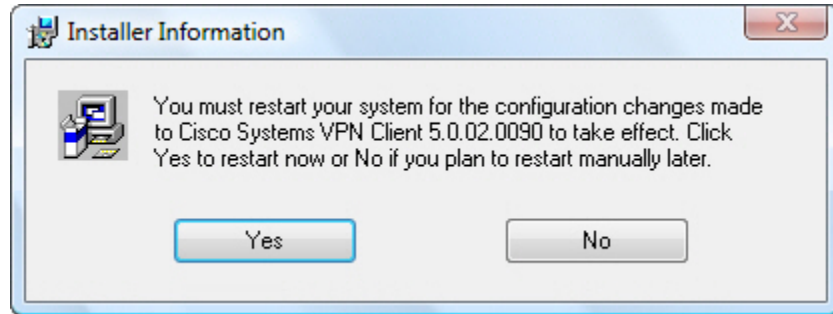 Installer Information
You must restart your system for the configuration changes made
to Cisco Systems VPN Client 5.0.02.0090 to take effect. Click
Yes to restart now or No if you plan to restart manually later.
Yes
No